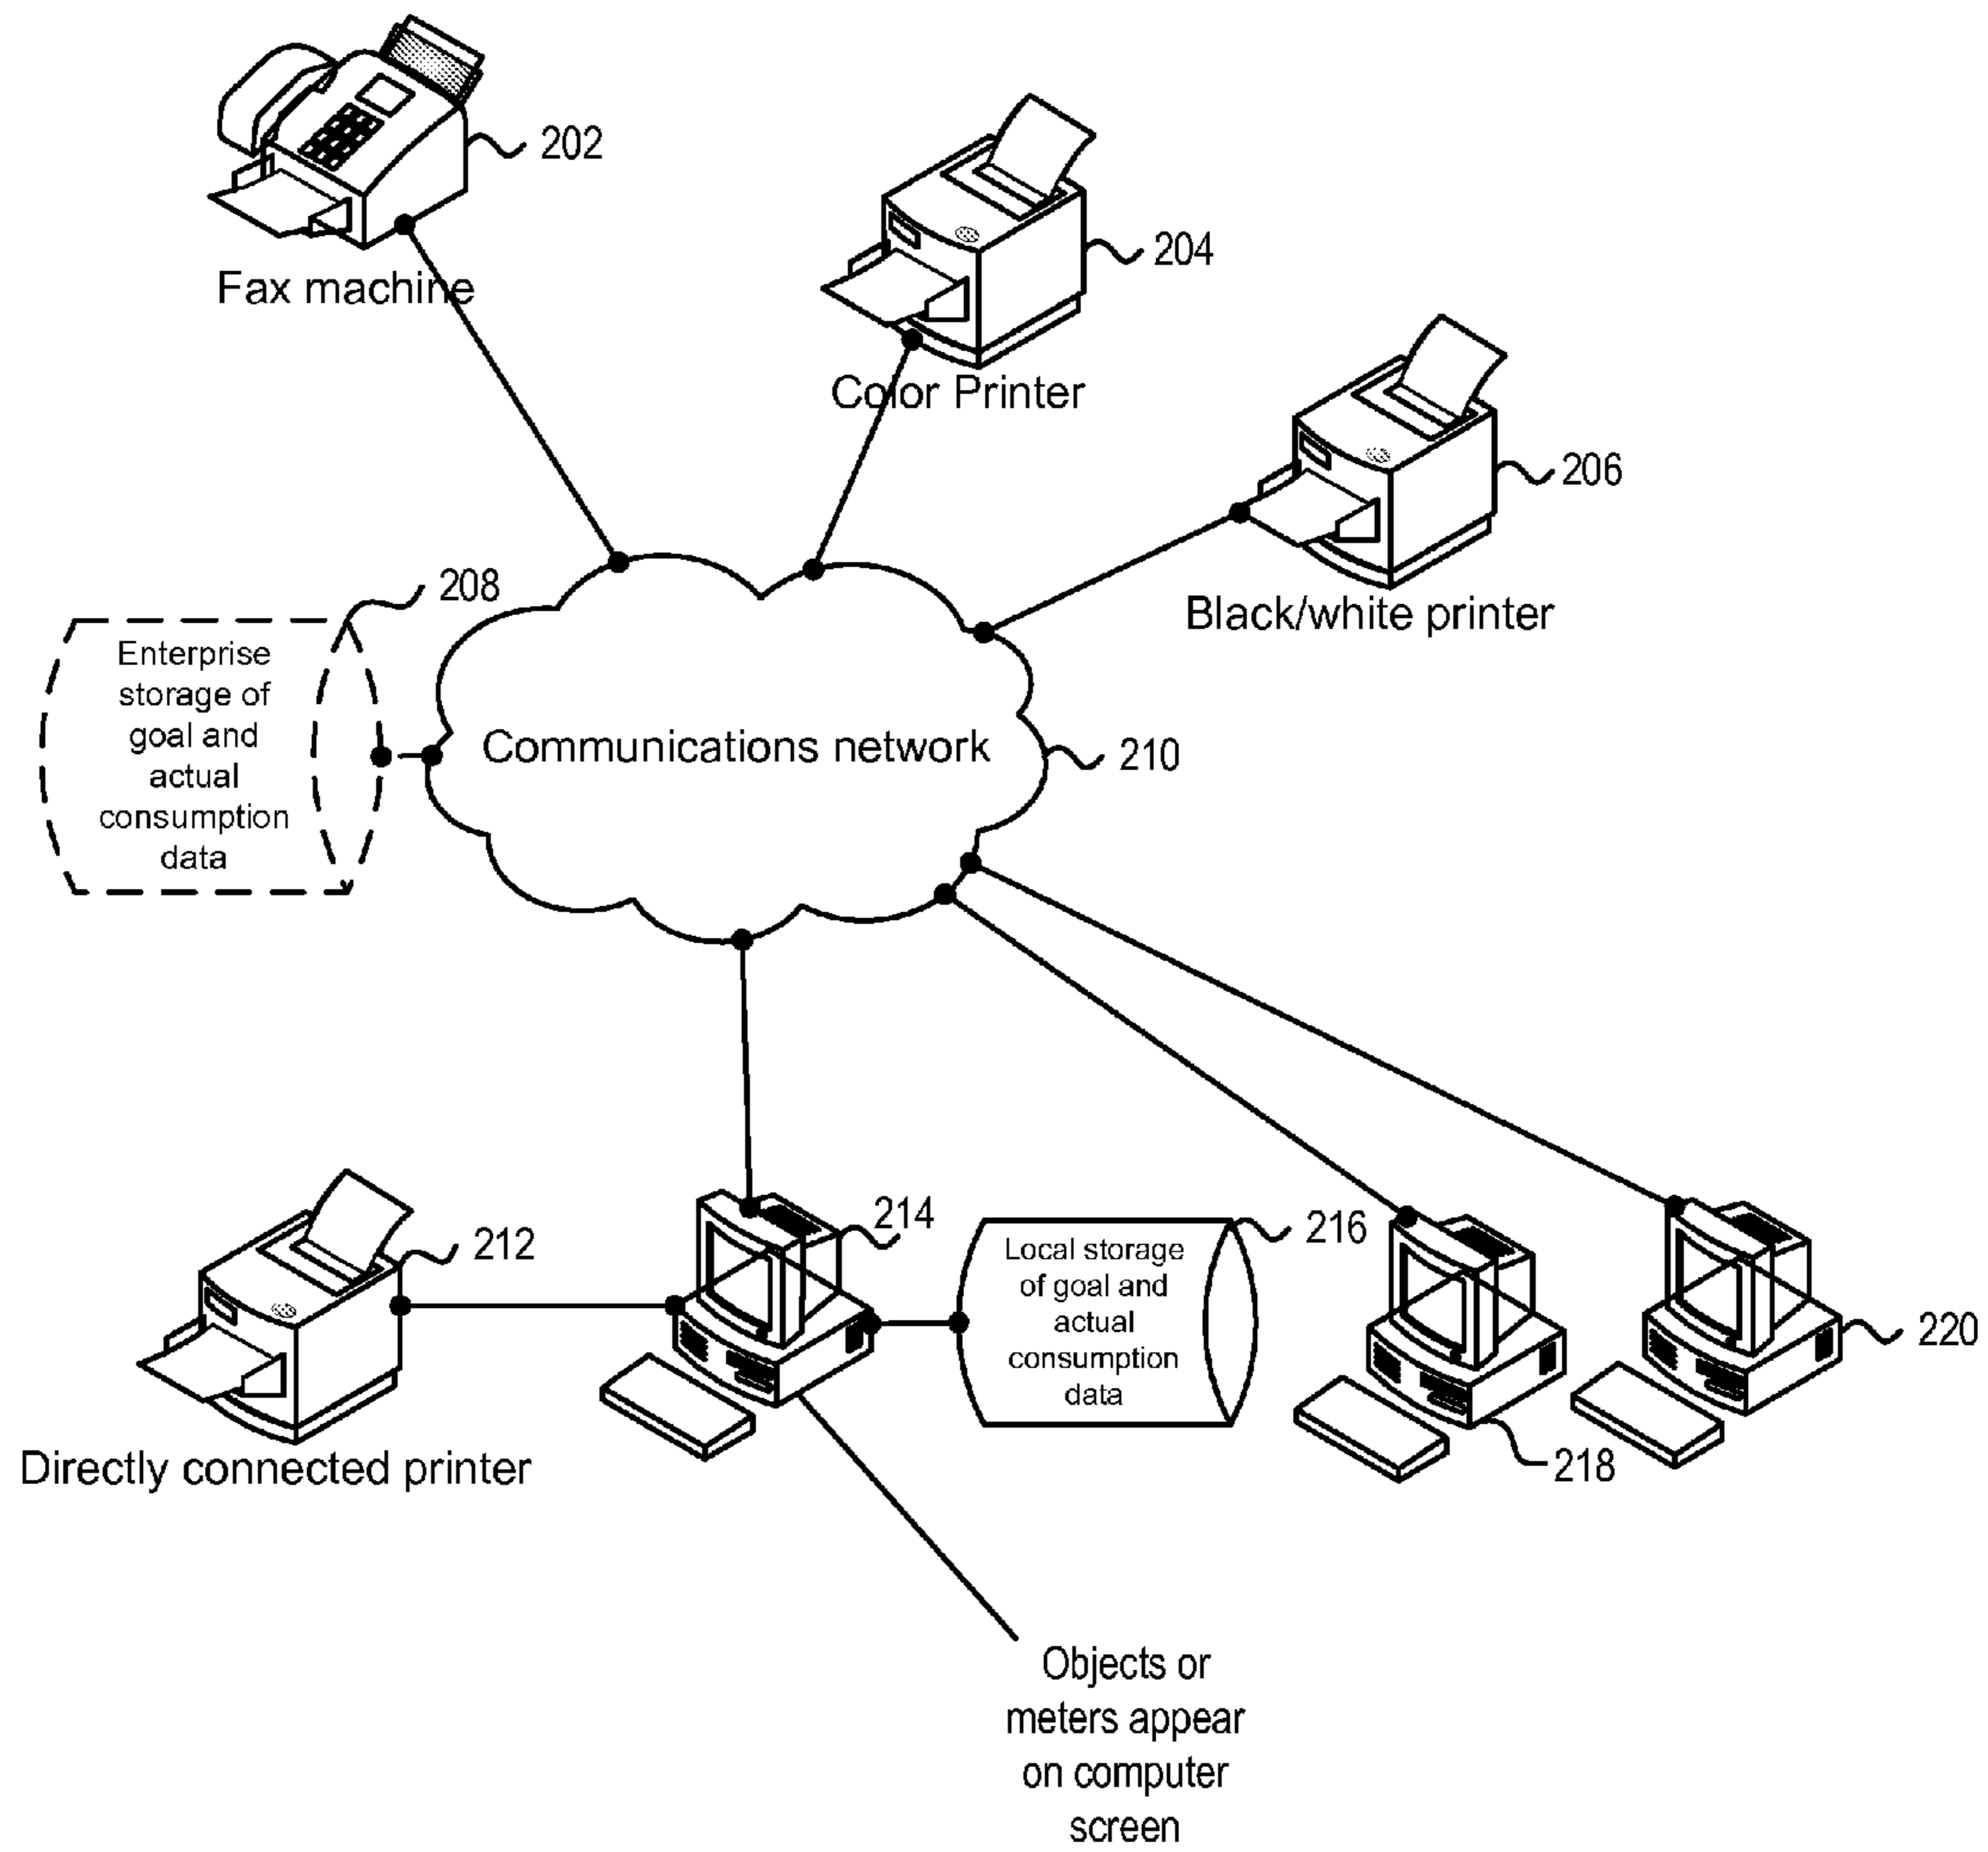 202
Fax machine
204
Color Printer
206
Black/white printer
208
Enterprise
storage of
goal and
actual
consumption
data
Communications network
210
212
Directly connected printer
214
Local storage
of goal and
actual
consumption
data
216
218
220
Objects or
meters appear
on computer
screen